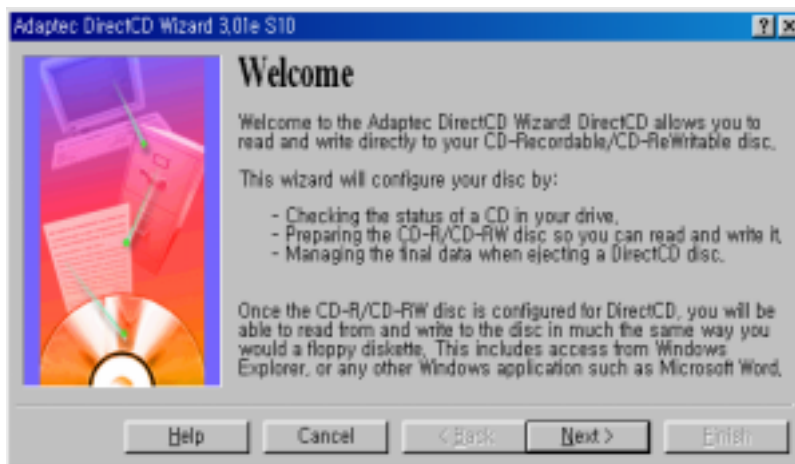 Adaptec DirectCD Wizard 3,01e S10
Welcome
Welcome to the Adaptec DirectCD Wizard! DirectCD allows you to
read and write directly to your CD-Recordable/CD-ReWritable disc,
This wizard will configure your disc by:
- Checking the status of a CD in your drive,
- Preparing the CD-R/CD-RW disc so you can read and write it,
- Managing the final data when ejecting a DirectCD disc,
Once the CD-R/CD-RW disc is configured for DirectCD, you will be
able to read from and write to the disc in much the same way you
would a floppy diskette, This includes access from Windows
Explorer, or any other Windows application such as Microsoft Word,
Help
Cancel
< Back
Next >
Finish